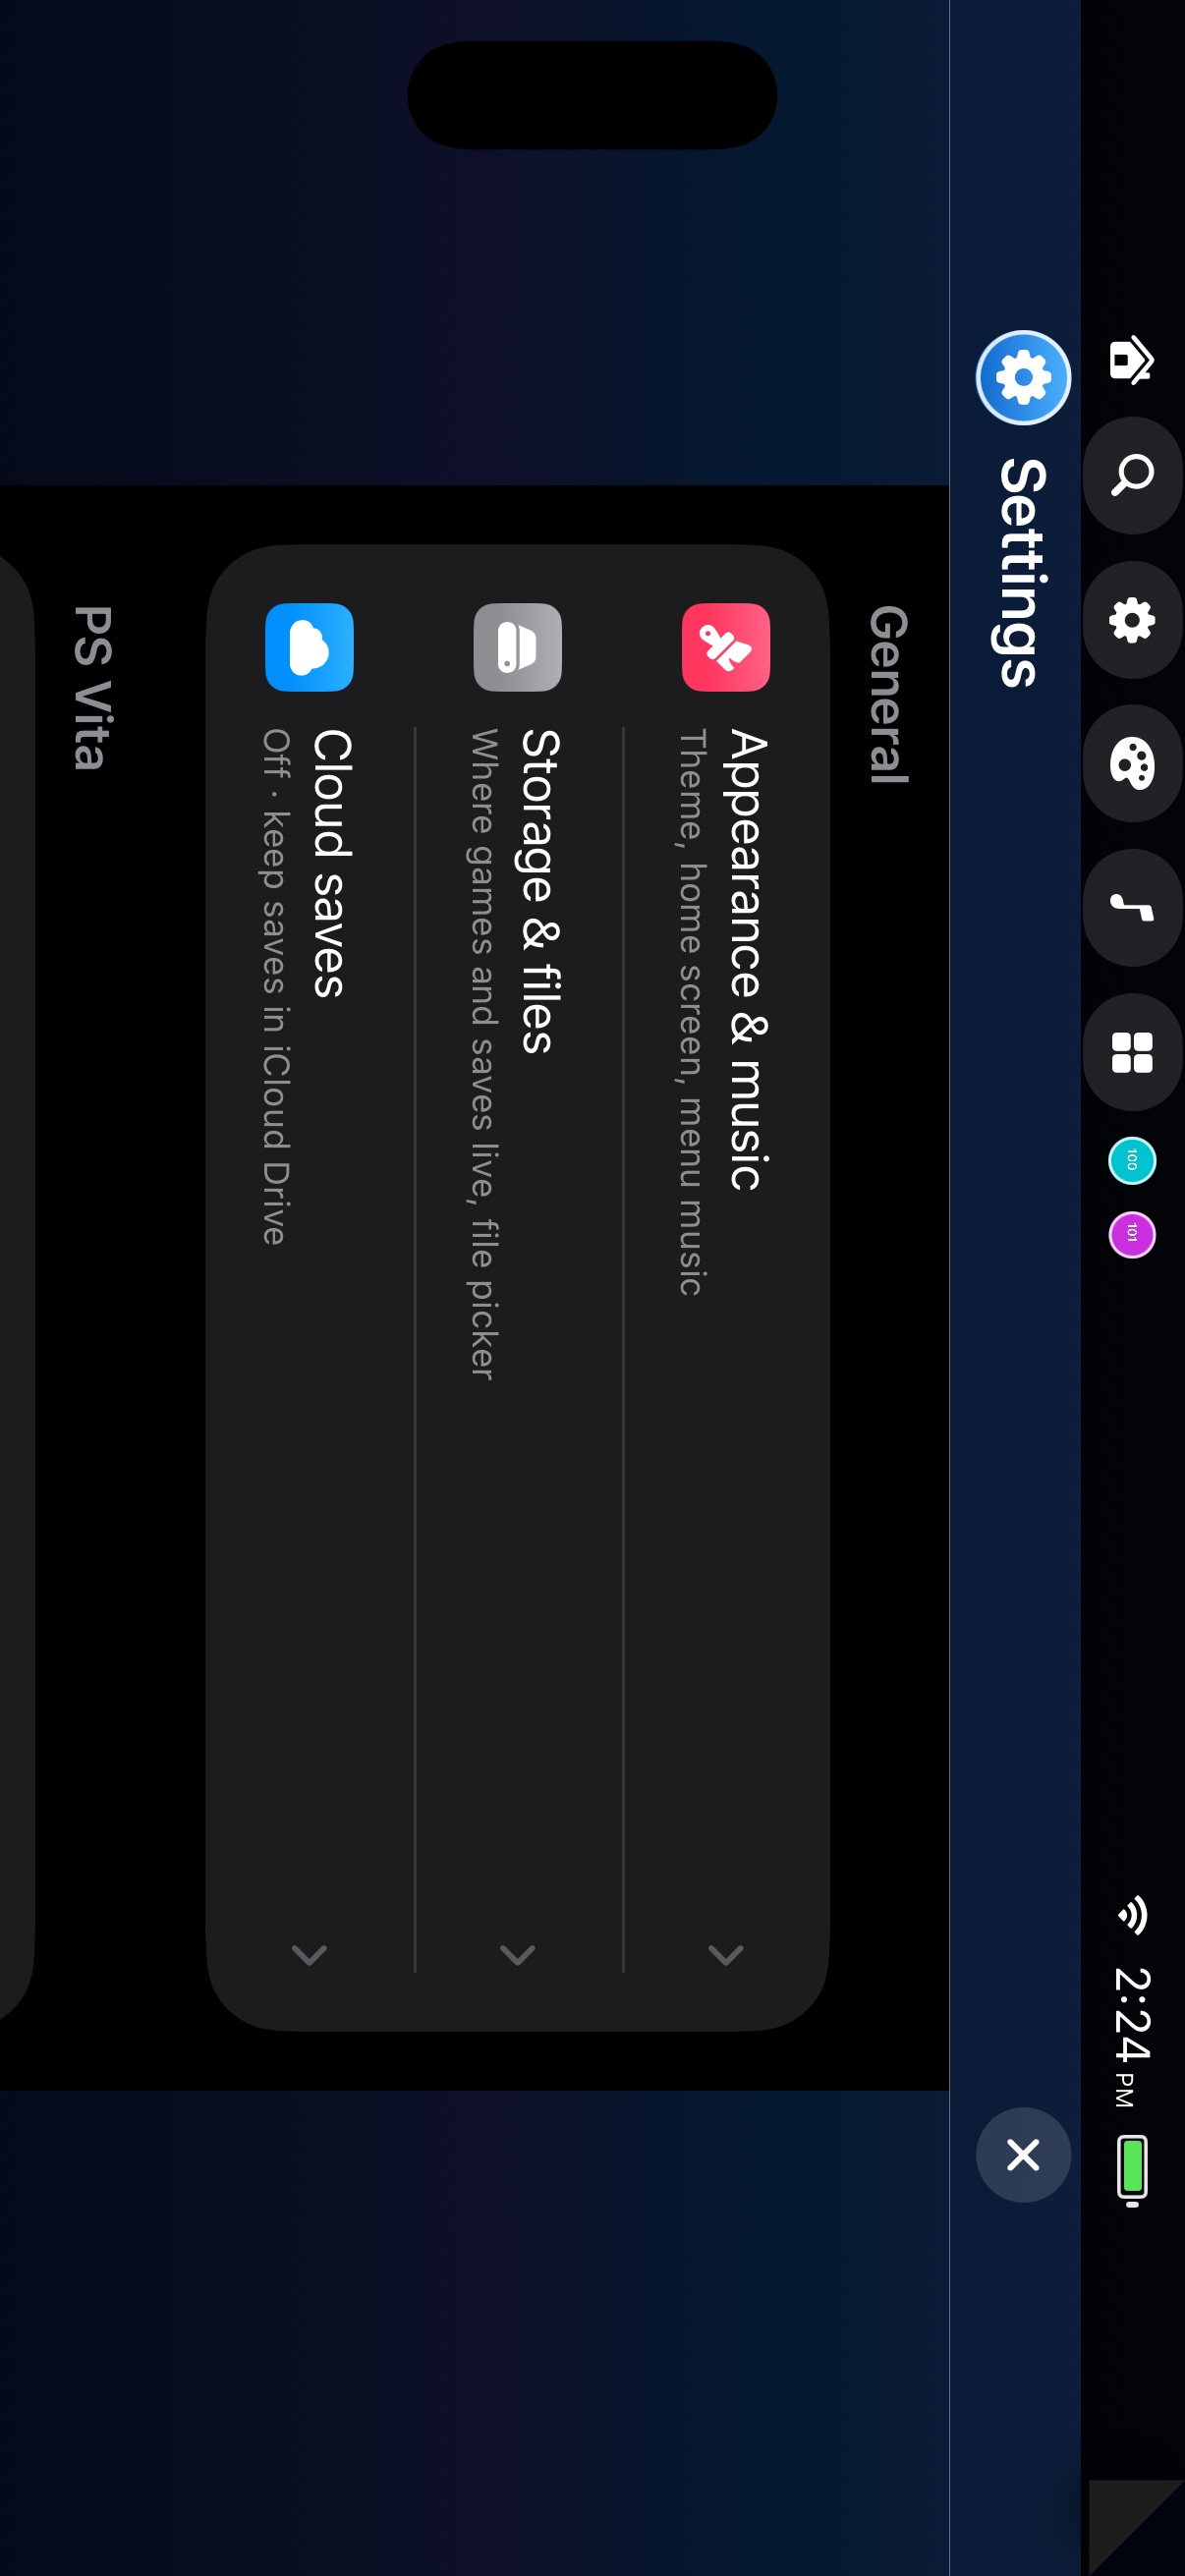 100
101
2:24 PM
Settings
General
Appearance & music
Theme, home screen, menu music
Storage & files
Where games and saves live, file picker
Cloud saves
Off · keep saves in iCloud Drive
PS Vita